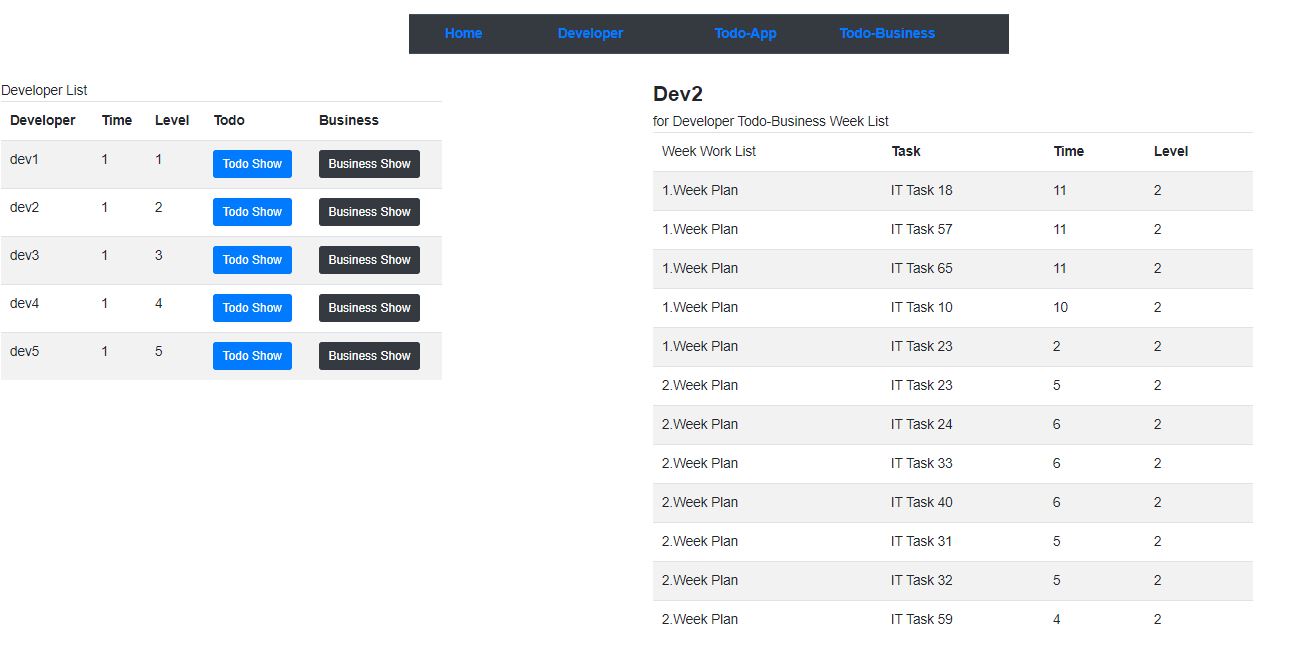 Home Developer Todo-App Todo-Business
Developer List
Developer Time Level Todo Business
dev1 1 1 Todo Show Business Show
dev2 1 2 Todo Show Business Show
dev3 1 3 Todo Show Business Show
dev4 1 4 Todo Show Business Show
dev5 1 5 Todo Show Business Show
Dev2
for Developer Todo-Business Week List
Week Work List Task Time Level
1.Week Plan IT Task 18 11 2
1.Week Plan IT Task 57 11 2
1.Week Plan IT Task 65 11 2
1.Week Plan IT Task 10 10 2
1.Week Plan IT Task 23 2 2
2.Week Plan IT Task 23 5 2
2.Week Plan IT Task 24 6 2
2.Week Plan IT Task 33 6 2
2.Week Plan IT Task 40 6 2
2.Week Plan IT Task 31 5 2
2.Week Plan IT Task 32 5 2
2.Week Plan IT Task 59 4 2